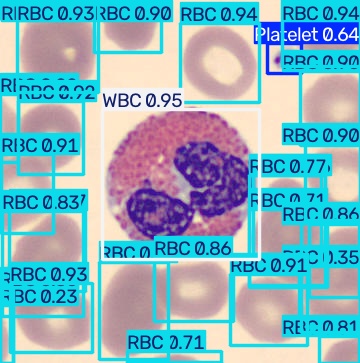 RBC 0.93
RBC 0.90
RBC 0.94
RBC 0.94
Platelet 0.64
RBC 0.90
RBC 0.92
WBC 0.95
RBC 0.91
RBC 0.90
RBC 0.77
RBC 0.83
RBC 0.71
RBC 0.86
RBC 0.86
RBC 0.91
RBC 0.93
0.35
RBC 0.23
RBC 0.81
RBC 0.71